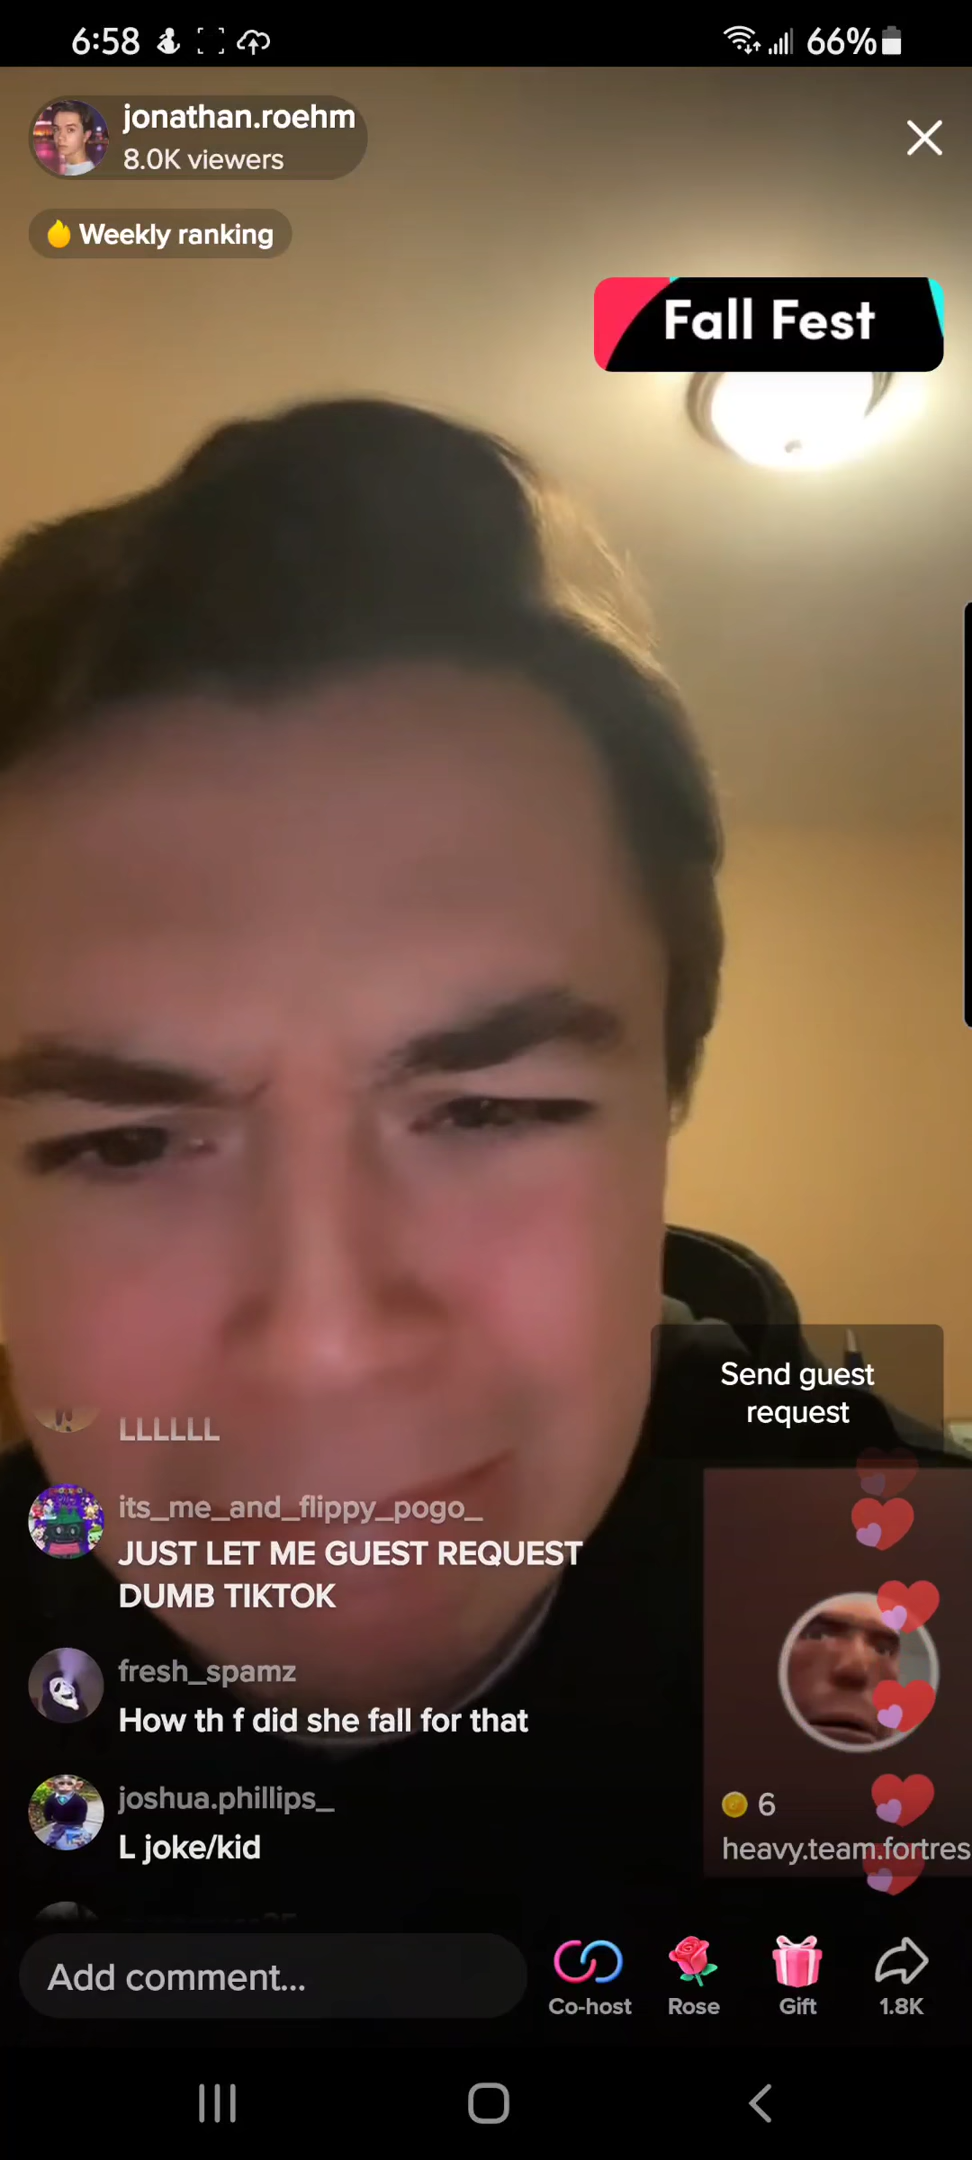 6:58
66%
jonathan.roehm
8.0K viewers
Weekly ranking
Fall Fest
Send guest
request
LLLLLL
its_me_and_flippy_pogo_
JUST LET ME GUEST REQUEST
DUMB TIKTOK
fresh_spamz
How th f did she fall for that
joshua.phillips_
L joke/kid
6
heavy.team.fortres
Add comment...
Co-host
Rose
Gift
1.8K